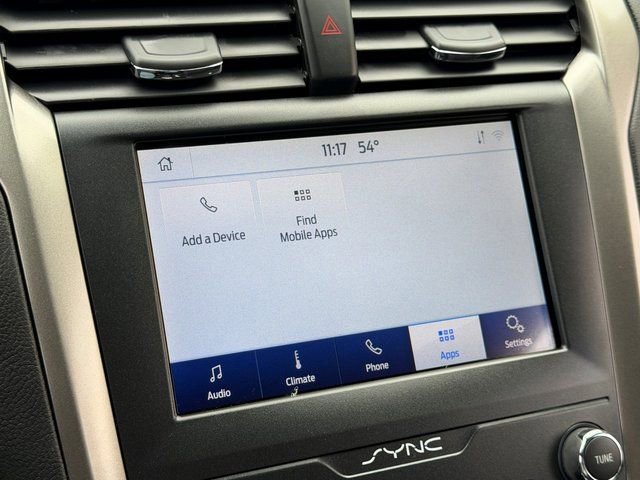 11:17 54°
Add a Device
Find
Mobile Apps
Audio
Climate
Phone
Apps
Settings
SYNC
TUNE